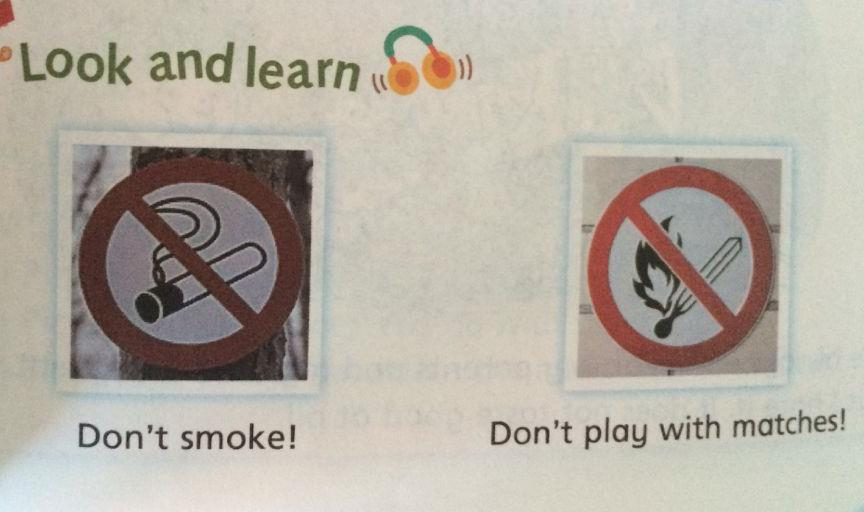 Look and learn
Don't smoke!
Don't play with matches!